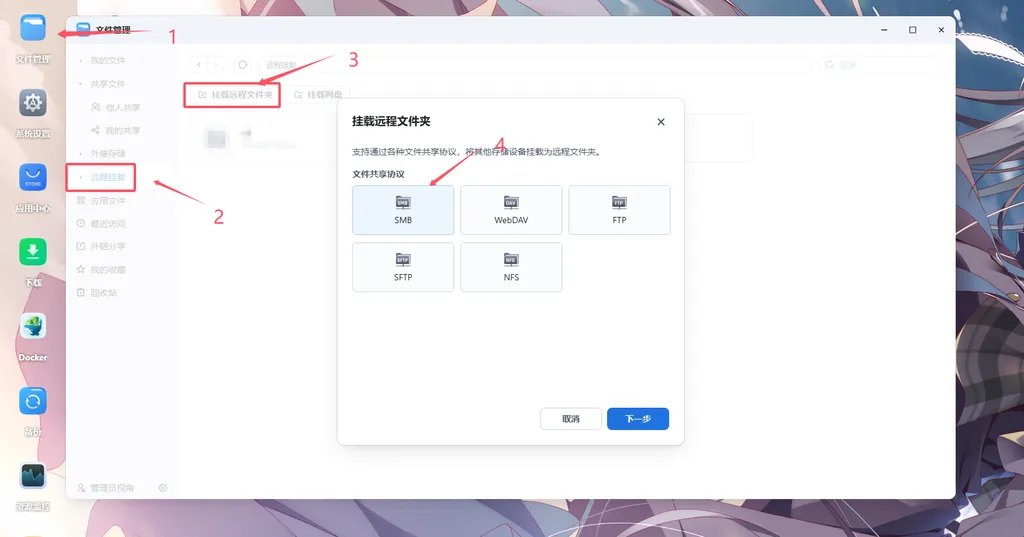 文件管理
系统设置
STORE
应用中心
下载
Docker
备份
资源监控
文件管理
1
我的文件
共享文件
他人共享
我的共享
外接存储
远程挂载
应用文件
最近访问
外链分享
我的收藏
回收站
管理员视角
2
远程挂载
搜索
3
挂载远程文件夹
挂载网盘
挂载远程文件夹
支持通过各种文件共享协议，将其他存储设备挂载为远程文件夹。
4
文件共享协议
SMB
SMB
DAV
WebDAV
FTP
FTP
SFTP
SFTP
NFS
NFS
取消
下一步